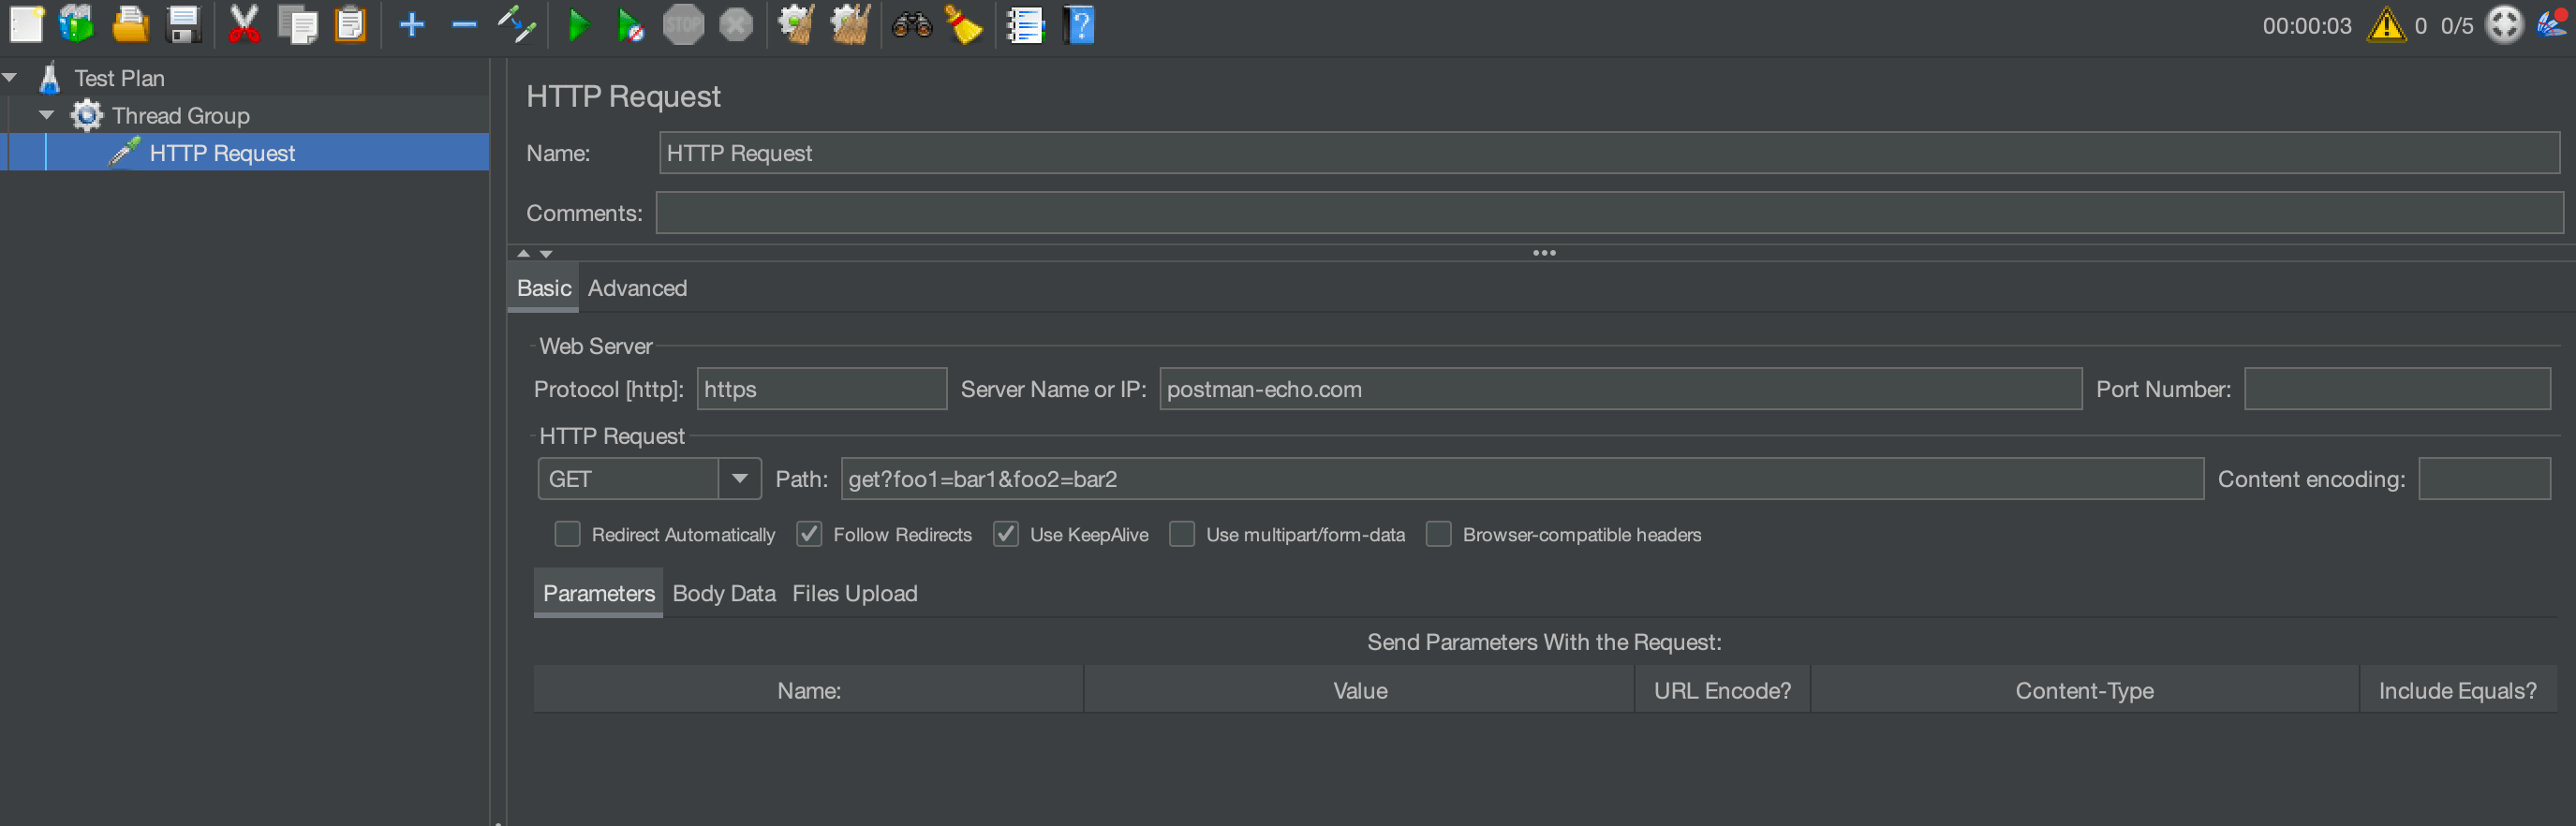 STOP
00:00:03 0 0/5
Test Plan
Thread Group
HTTP Request
HTTP Request
Name: HTTP Request
Comments:
Basic Advanced
Web Server
Protocol [http]: https Server Name or IP: postman-echo.com Port Number:
HTTP Request
GET Path: get?foo1=bar1&foo2=bar2 Content encoding:
Redirect Automatically Follow Redirects Use KeepAlive Use multipart/form-data Browser-compatible headers
Parameters Body Data Files Upload
Send Parameters With the Request:
Name: Value URL Encode? Content-Type Include Equals?